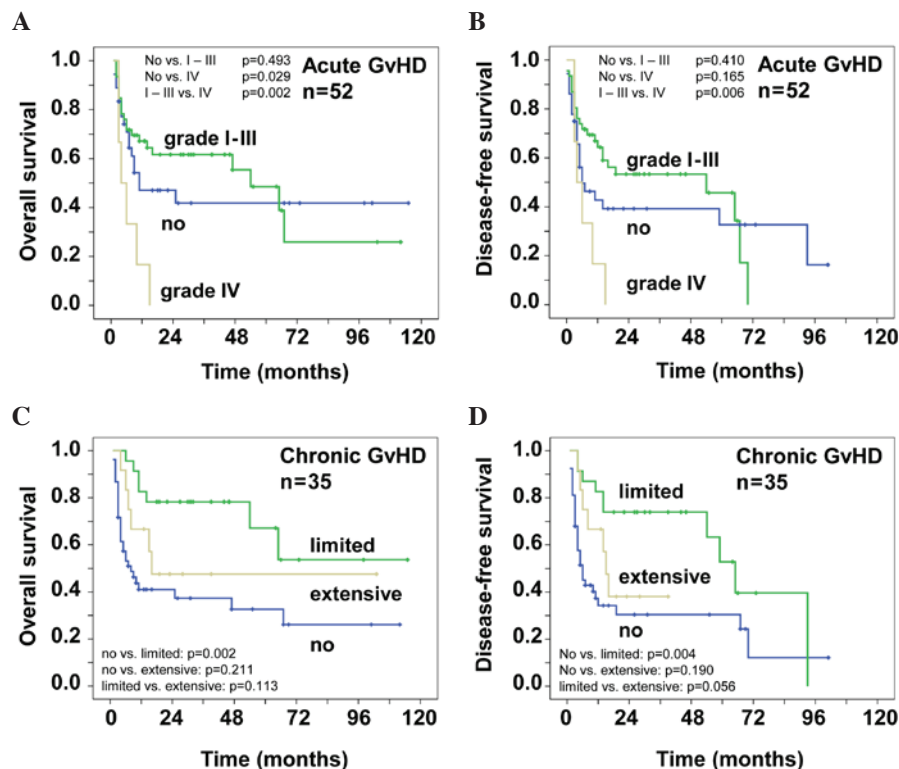 A
Overall survival
1.0
0.8
0.6
0.4
0.2
0.0
No vs. I – III p=0.493
No vs. IV p=0.029
I – III vs. IV p=0.002
Acute GvHD
n=52
grade I-III
no
grade IV
0 24 48 72 96 120
Time (months)
B
Disease-free survival
1.0
0.8
0.6
0.4
0.2
0.0
No vs. I – III p=0.410
No vs. IV p=0.165
I – III vs. IV p=0.006
Acute GvHD
n=52
grade I-III
no
grade IV
0 24 48 72 96 120
Time (months)
C
Overall survival
1.0
0.8
0.6
0.4
0.2
0.0
Chronic GvHD
n=35
limited
extensive
no
no vs. limited: p=0.002
no vs. extensive: p=0.211
limited vs. extensive: p=0.113
0 24 48 72 96 120
Time (months)
D
Disease-free survival
1.0
0.8
0.6
0.4
0.2
0.0
Chronic GvHD
n=35
limited
extensive
no
No vs. limited: p=0.004
No vs. extensive: p=0.190
limited vs. extensive: p=0.056
0 24 48 72 96 120
Time (months)